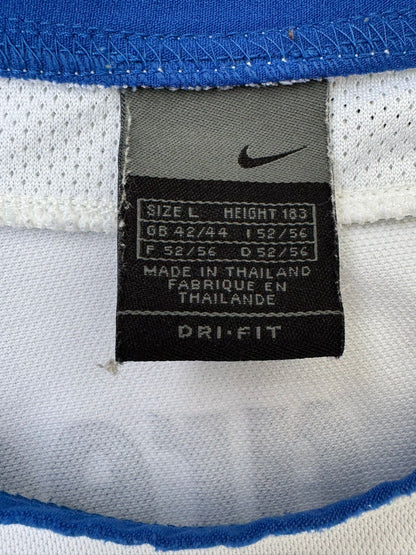 SIZE L HEIGHT 183
GB 42/44 I 52/56
F 52/56 D 52/56
MADE IN THAILAND
FABRIQUE EN
THAILANDE
DRI-FIT